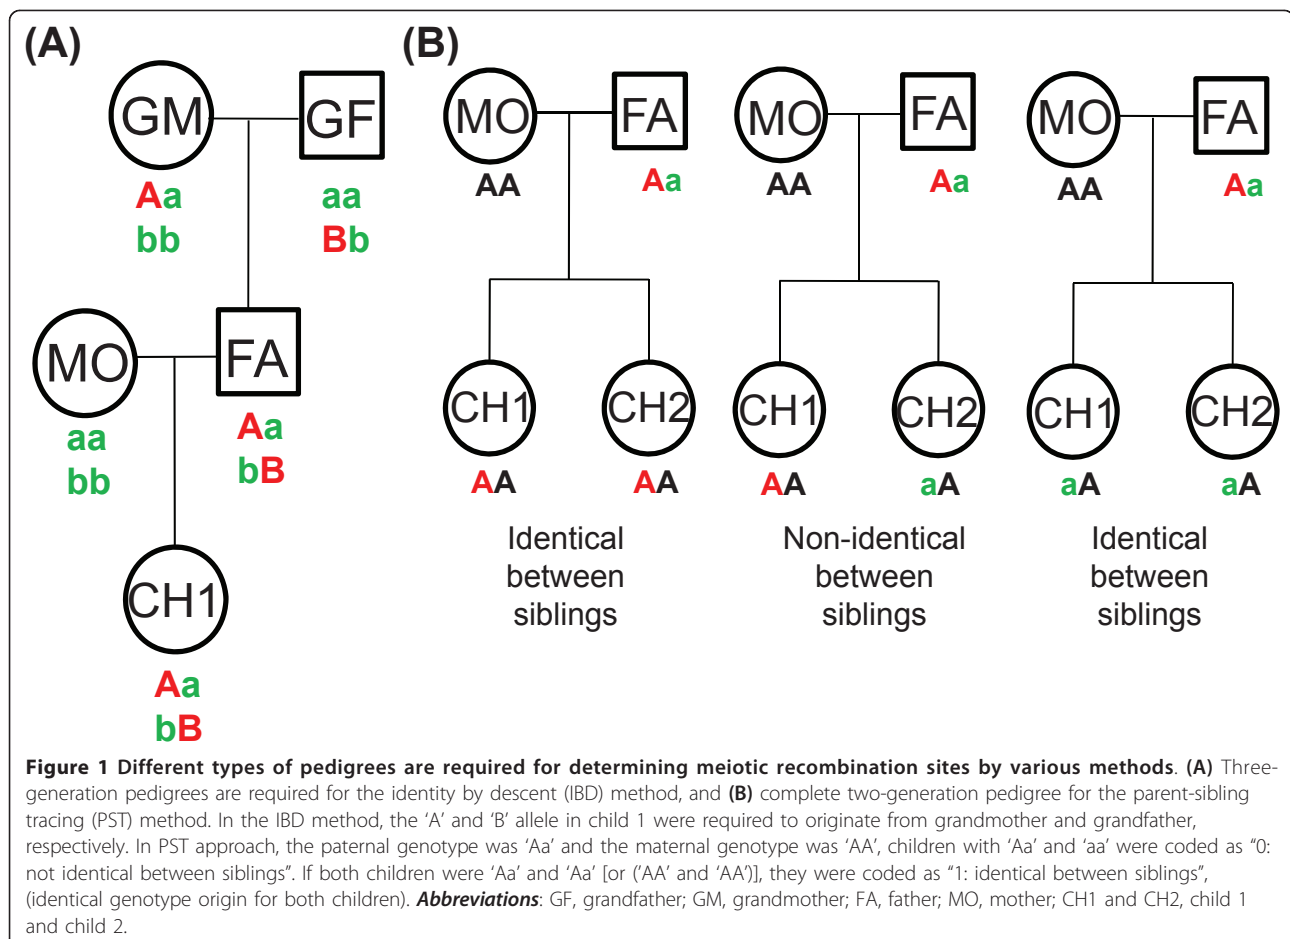 (A)
GM GF
Aa aa
bb Bb
MO FA
aa Aa
bb bB
CH1
Aa
bB
(B)
MO FA MO FA MO FA
AA Aa AA Aa AA Aa
CH1 CH2 CH1 CH2 CH1 CH2
AA AA AA aA aA aA
Identical
between
siblings
Non-identical
between
siblings
Identical
between
siblings
Figure 1 Different types of pedigrees are required for determining meiotic recombination sites by various methods. (A) Three-
generation pedigrees are required for the identity by descent (IBD) method, and (B) complete two-generation pedigree for the parent-sibling
tracing (PST) method. In the IBD method, the ‘A’ and ‘B’ allele in child 1 were required to originate from grandmother and grandfather,
respectively. In PST approach, the paternal genotype was ‘Aa’ and the maternal genotype was ‘AA’, children with ‘Aa’ and ‘aa’ were coded as “0:
not identical between siblings”. If both children were ‘Aa’ and ‘Aa’ [or (‘AA’ and ‘AA’)], they were coded as “1: identical between siblings”,
(identical genotype origin for both children). Abbreviations: GF, grandfather; GM, grandmother; FA, father; MO, mother; CH1 and CH2, child 1
and child 2.